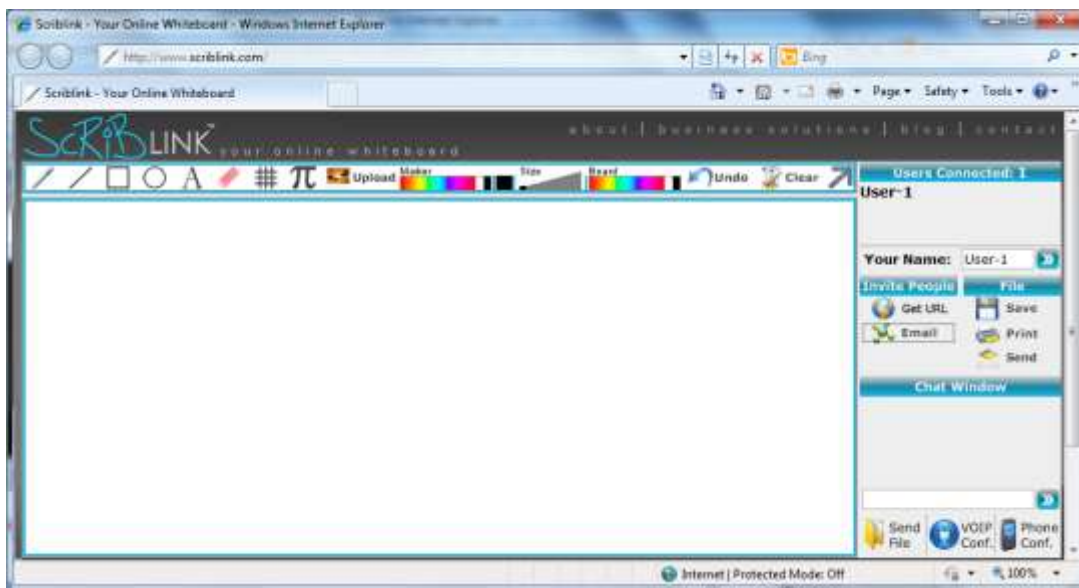 Scriblink - Your Online Whiteboard - Windows Internet Explorer
http://www.scriblink.com/
Bing
Scriblink - Your Online Whiteboard
Page Safety Tools
SCRIBLINK™ your online whiteboard
about | business solutions | blog | contact
A π Upload Marker Size Board Undo Clear
Users Connected: 1
User-1
Your Name: User-1
Invite People File
Get URL Save
Email Print
Send
Chat Window
Send File VOIP Conf. Phone Conf.
Internet | Protected Mode: Off 100%